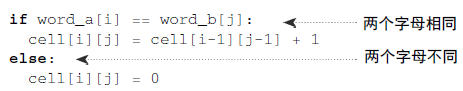 if word_a[i] == word_b[j]: 两个字母相同
cell[i][j] = cell[i-1][j-1] + 1
else: 两个字母不同
cell[i][j] = 0